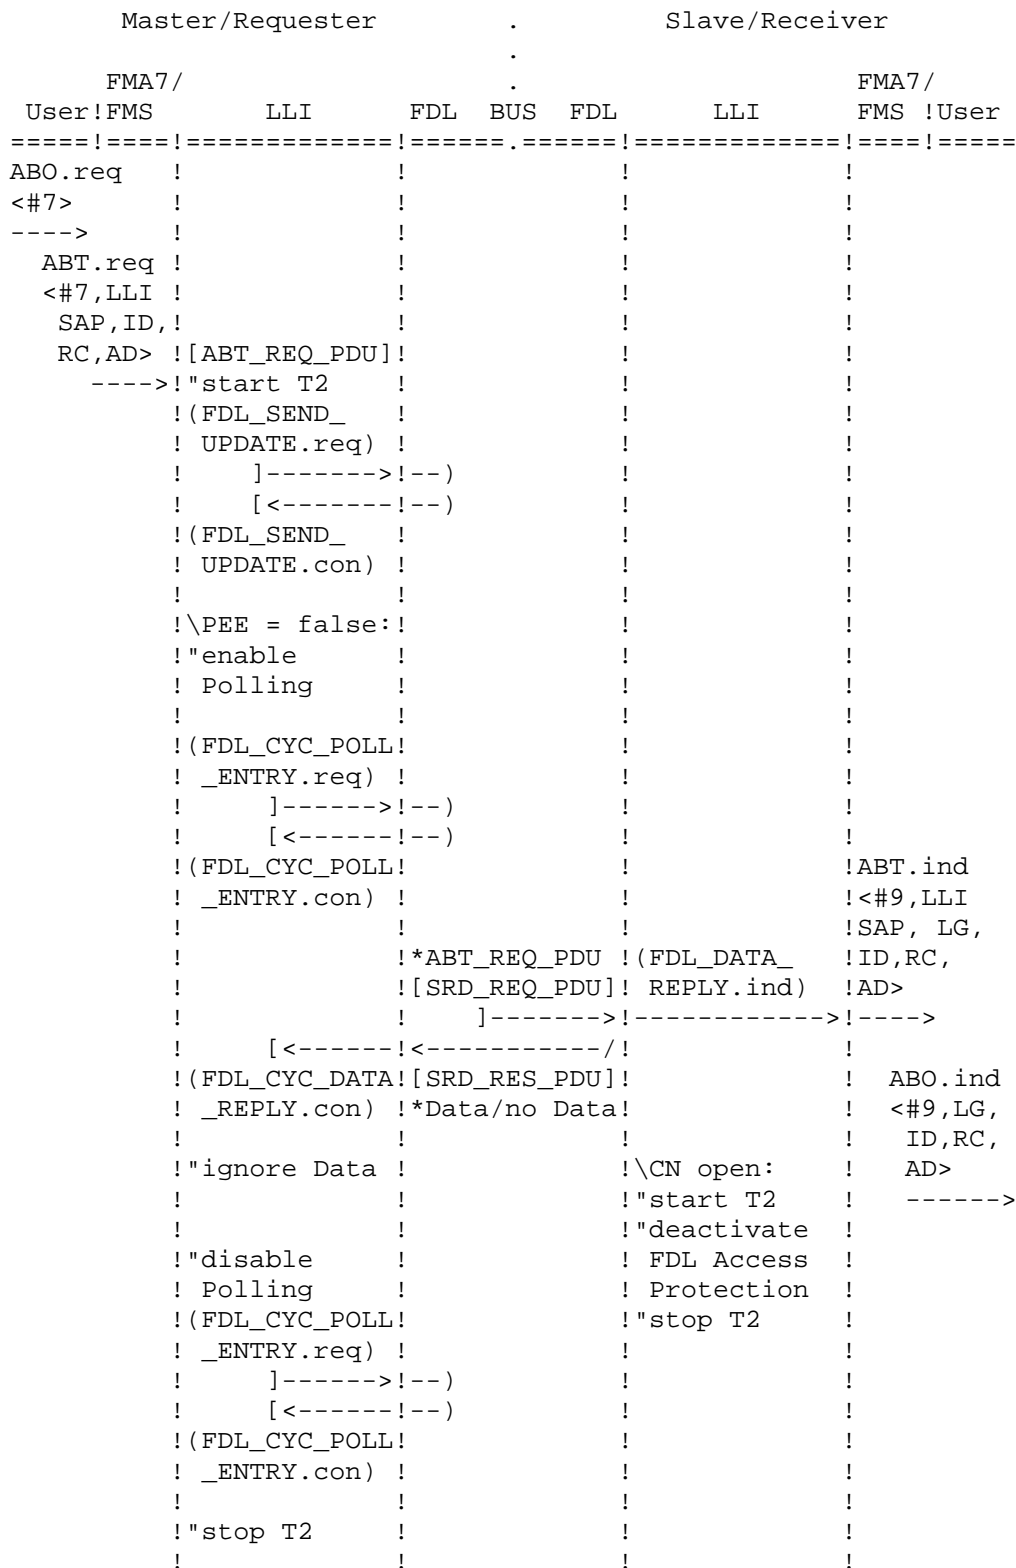 Master/Requester        .         Slave/Receiver
                               .
      FMA7/                    .                    FMA7/
 User!FMS       LLI      FDL  BUS  FDL       LLI       FMS !User
=====!====!=============!======.======!=============!====!=====
ABO.req   !             !             !             !
<#7>      !             !             !             !
---->     !             !             !             !
  ABT.req !             !             !             !
  <#7,LLI !             !             !             !
   SAP,ID,!             !             !             !
   RC,AD> ![ABT_REQ_PDU]!             !             !
     ---->!"start T2    !             !             !
          !(FDL_SEND_   !             !             !
          ! UPDATE.req) !             !             !
          !    ]------->!--)          !             !
          !    [<-------!--)          !             !
          !(FDL_SEND_   !             !             !
          ! UPDATE.con) !             !             !
          !             !             !             !
          !\PEE = false:!             !             !
          !"enable      !             !             !
          ! Polling     !             !             !
          !             !             !             !
          !(FDL_CYC_POLL!             !             !
          ! _ENTRY.req) !             !             !
          !     ]------>!--)          !             !
          !     [<------!--)          !             !
          !(FDL_CYC_POLL!             !             !ABT.ind
          ! _ENTRY.con) !             !             !<#9,LLI
          !             !             !             !SAP, LG,
          !             !*ABT_REQ_PDU !(FDL_DATA_   !ID,RC,
          !             ![SRD_REQ_PDU]! REPLY.ind)  !AD>
          !             !    ]------->!------------>!---->
          !     [<------!<-----------/!             !
          !(FDL_CYC_DATA![SRD_RES_PDU]!             !  ABO.ind
          ! _REPLY.con) !*Data/no Data!             !  <#9,LG,
          !             !             !             !   ID,RC,
          !"ignore Data !             !\CN open:    !   AD>
          !             !             !"start T2    !   ------>
          !             !             !"deactivate  !
          !"disable     !             ! FDL Access  !
          ! Polling     !             ! Protection  !
          !(FDL_CYC_POLL!             !"stop T2     !
          ! _ENTRY.req) !             !             !
          !     ]------>!--)          !             !
          !     [<------!--)          !             !
          !(FDL_CYC_POLL!             !             !
          ! _ENTRY.con) !             !             !
          !             !             !             !
          !"stop T2     !             !             !
          !             !             !             !